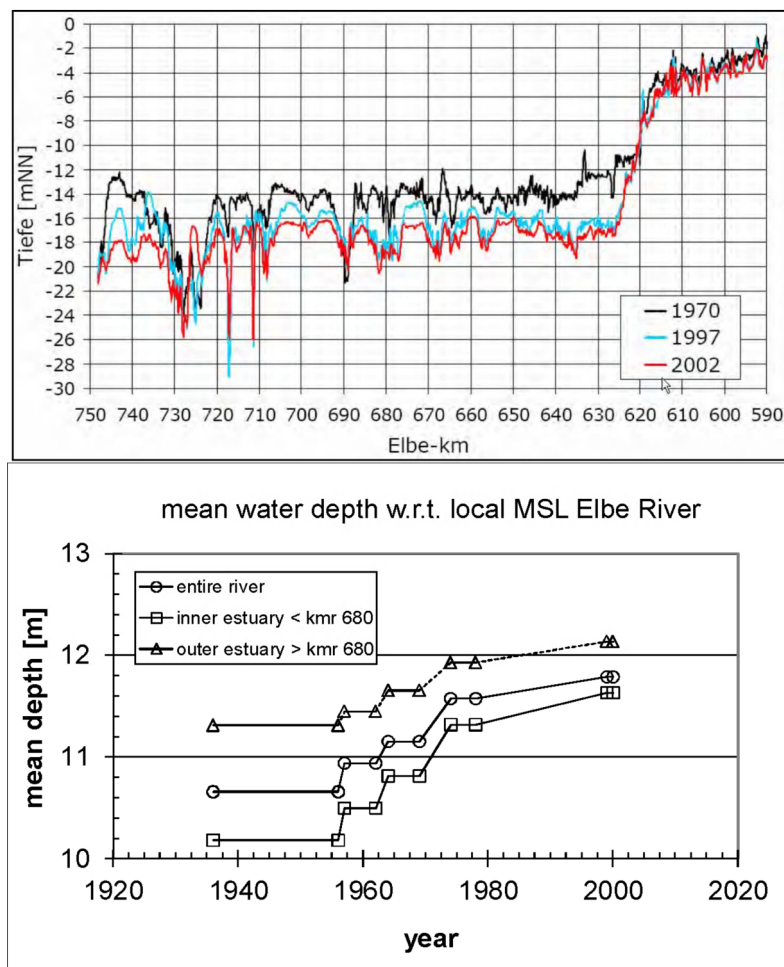 0
-2
-4
-6
-8
-10
-12
-14
-16
-18
-20
-22
-24
-26
-28
-30
Tiefe [mNN]
1970
1997
2002
750 740 730 720 710 700 690 680 670 660 650 640 630 620 610 600 590
Elbe-km
mean water depth w.r.t. local MSL Elbe River
13
12
11
10
mean depth [m]
entire river
inner estuary < kmr 680
outer estuary > kmr 680
1920 1940 1960 1980 2000 2020
year